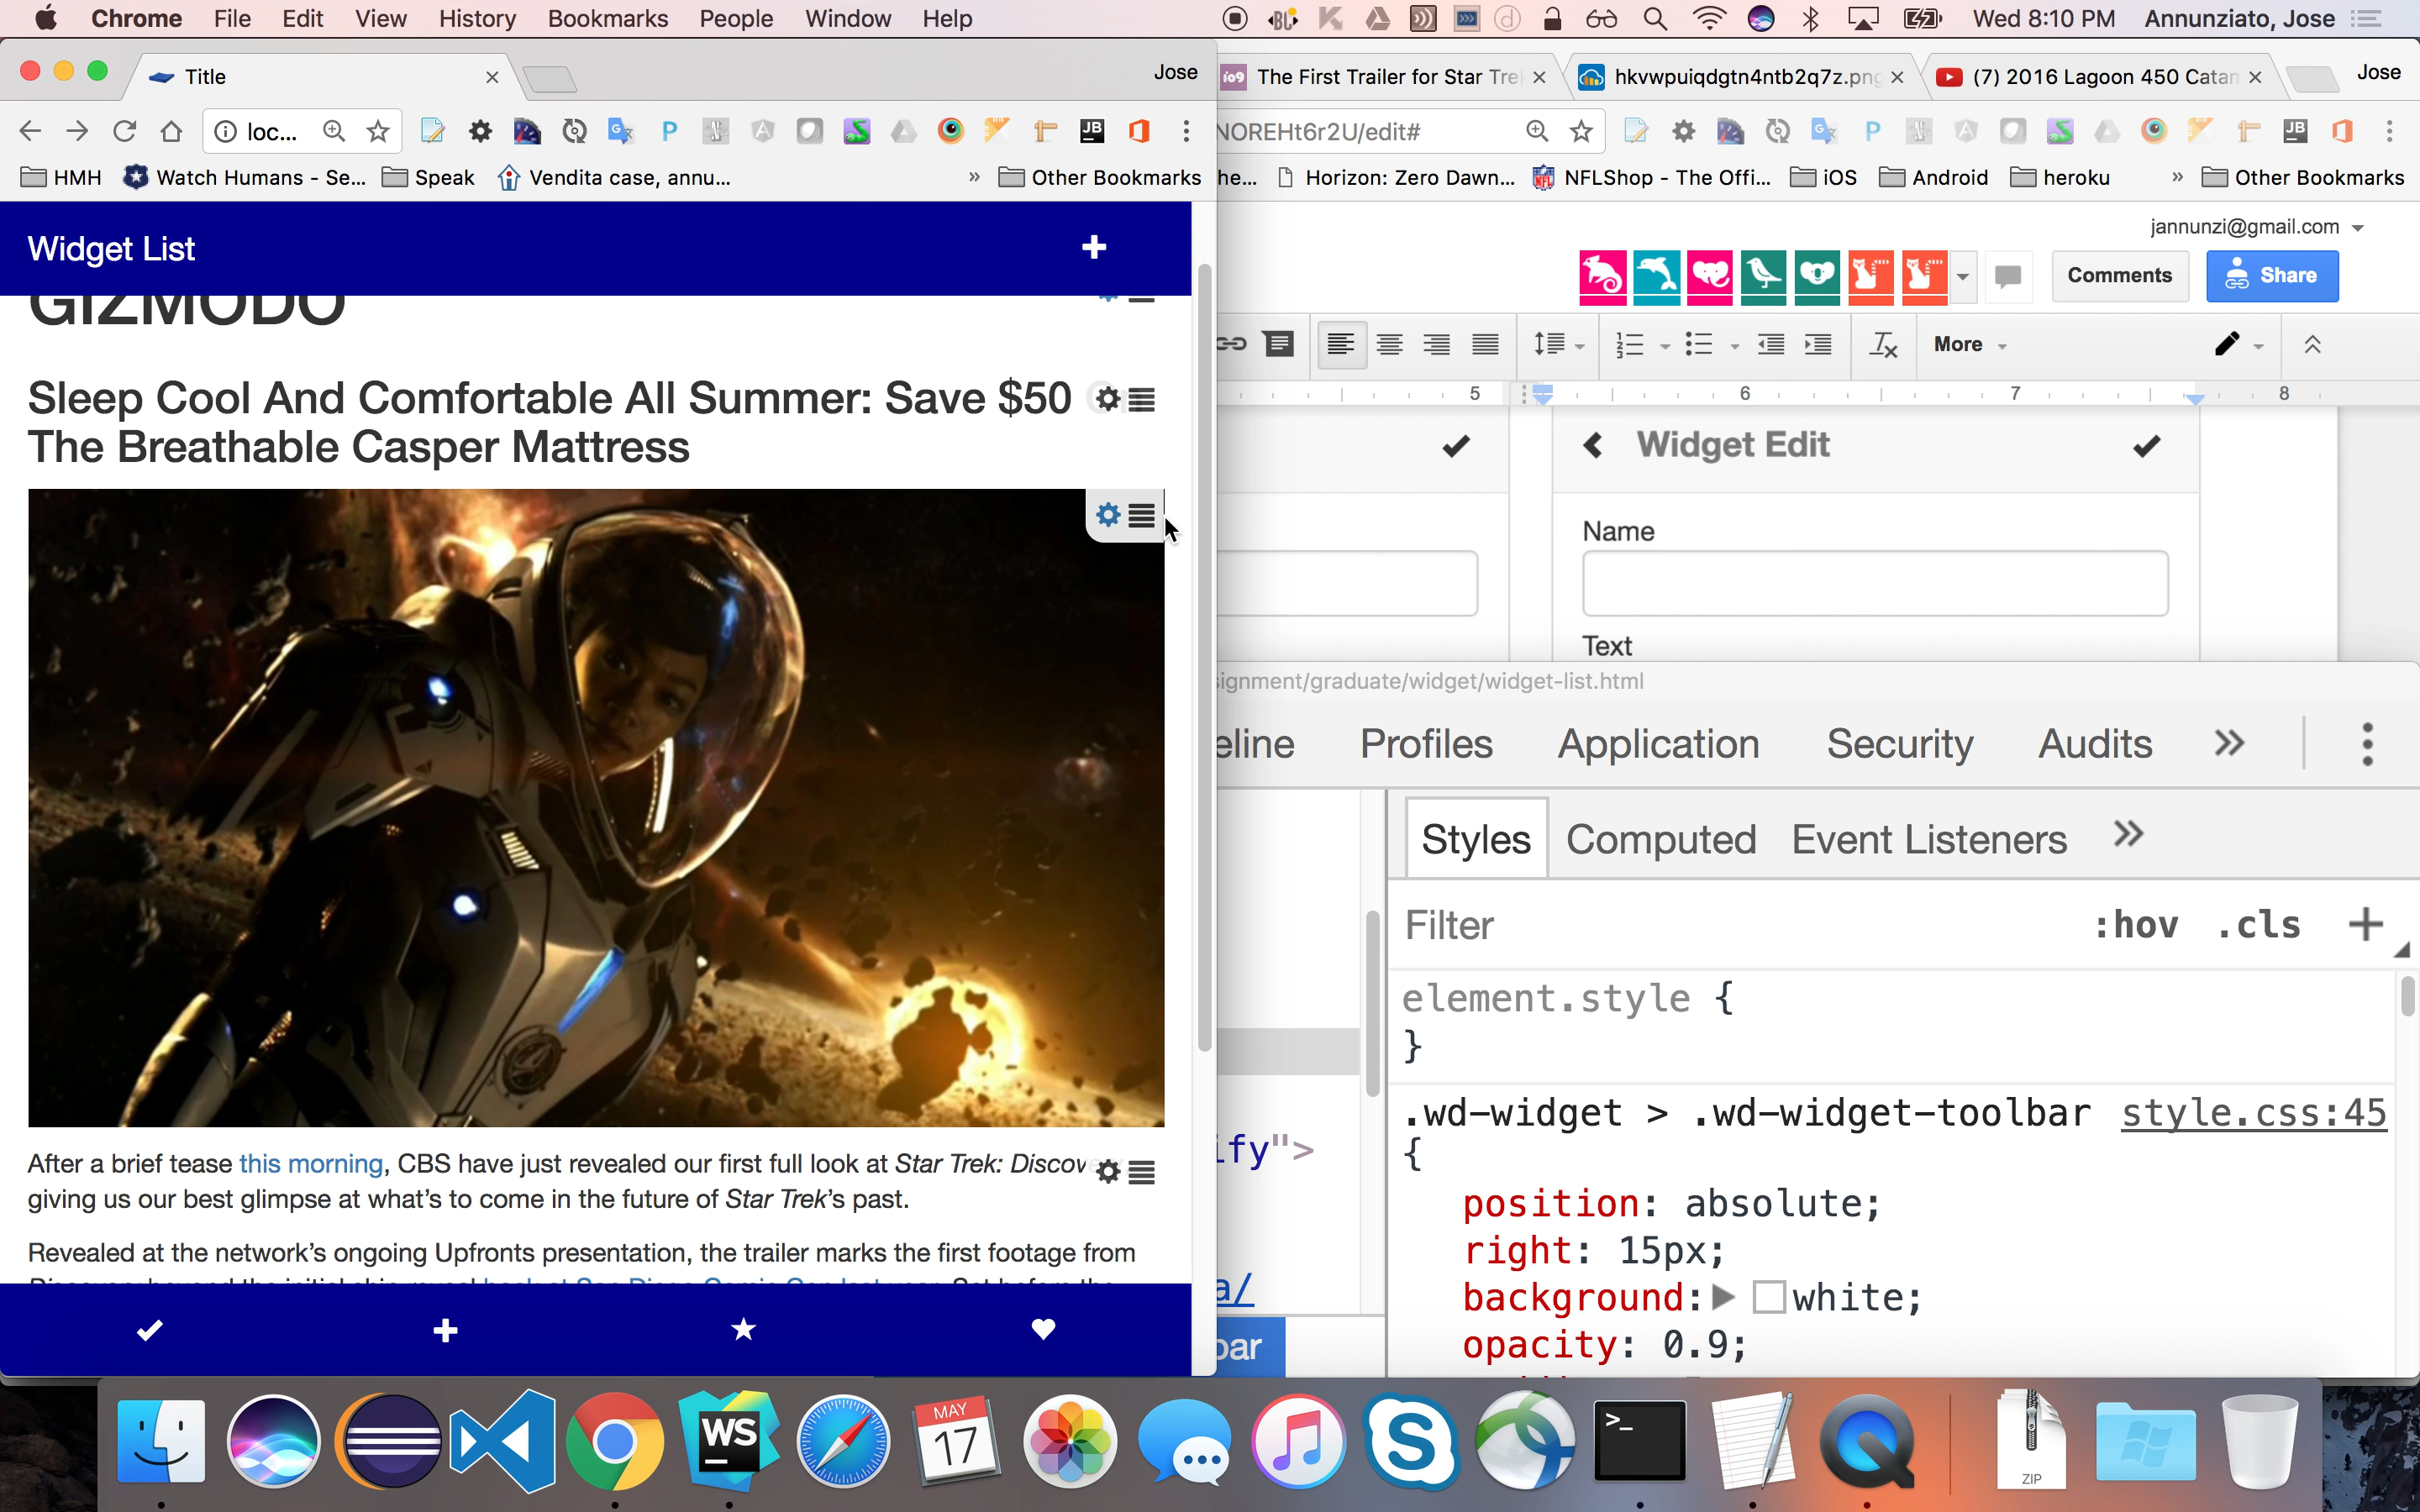 Chrome File Edit View History Bookmarks People Window Help
Wed 8:10 PM Annunziato, Jose
Title
Jose
loc...
HMH Watch Humans - Se... Speak Vendita case, annu... » Other Bookmarks
Widget List
GIZMODO
Sleep Cool And Comfortable All Summer: Save $50
The Breathable Casper Mattress
After a brief tease this morning, CBS have just revealed our first full look at Star Trek: Discov
giving us our best glimpse at what's to come in the future of Star Trek's past.
Revealed at the network's ongoing Upfronts presentation, the trailer marks the first footage from
The First Trailer for Star Tre
hkvwpuiqdgtn4ntb2q7z.png
(7) 2016 Lagoon 450 Catan
Jose
NOREHt6r2U/edit#
he... Horizon: Zero Dawn... NFLShop - The Offi... iOS Android heroku » Other Bookmarks
jannunzi@gmail.com
Comments
Share
More
5 6 7 8
Widget Edit
Name
Text
ignment/graduate/widget/widget-list.html
eline Profiles Application Security Audits »
Styles Computed Event Listeners »
Filter :hov .cls +
element.style {
}
.wd-widget > .wd-widget-toolbar style.css:45
{
position: absolute;
right: 15px;
background: white;
opacity: 0.9;
ify">
a/
bar
WS
MAY
17
>_
ZIP